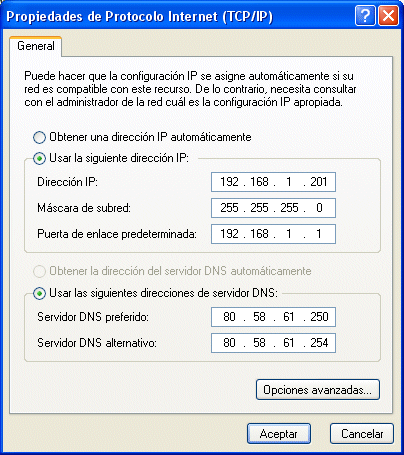 Propiedades de Protocolo Internet (TCP/IP)
General
Puede hacer que la configuración IP se asigne automáticamente si su
red es compatible con este recurso. De lo contrario, necesita consultar
con el administrador de la red cuál es la configuración IP apropiada.
Obtener una dirección IP automáticamente
Usar la siguiente dirección IP:
Dirección IP: 192 . 168 . 1 . 201
Máscara de subred: 255 . 255 . 255 . 0
Puerta de enlace predeterminada: 192 . 168 . 1 . 1
Obtener la dirección del servidor DNS automáticamente
Usar las siguientes direcciones de servidor DNS:
Servidor DNS preferido: 80 . 58 . 61 . 250
Servidor DNS alternativo: 80 . 58 . 61 . 254
Opciones avanzadas...
Aceptar Cancelar